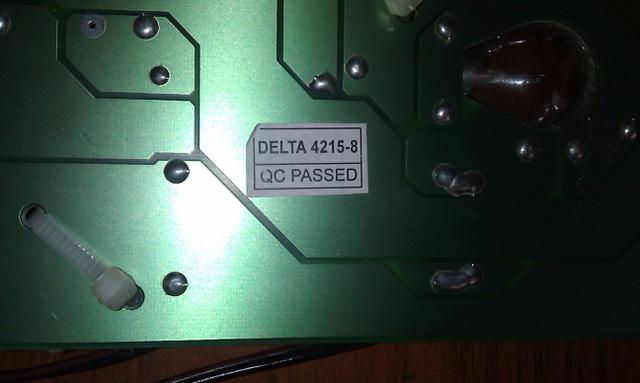 DELTA 4215-8
QC PASSED